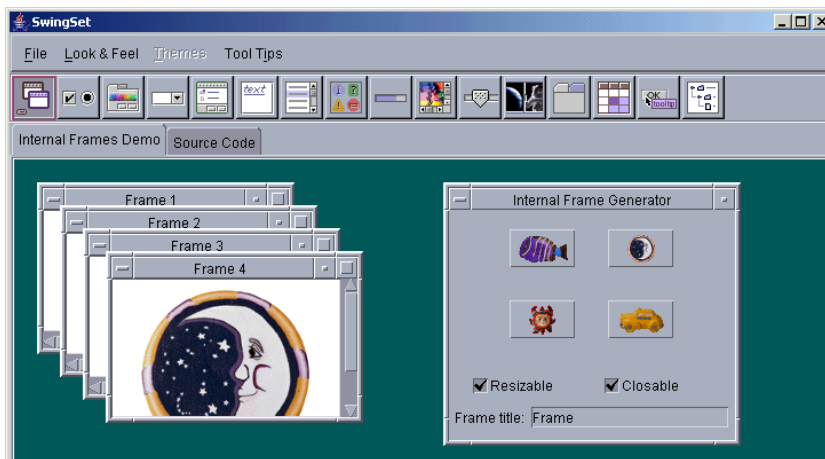 SwingSet
File Look & Feel Themes Tool Tips
text
OK
tooltip
Internal Frames Demo Source Code
Frame 1
Frame 2
Frame 3
Frame 4
Internal Frame Generator
Resizable Closable
Frame title: Frame